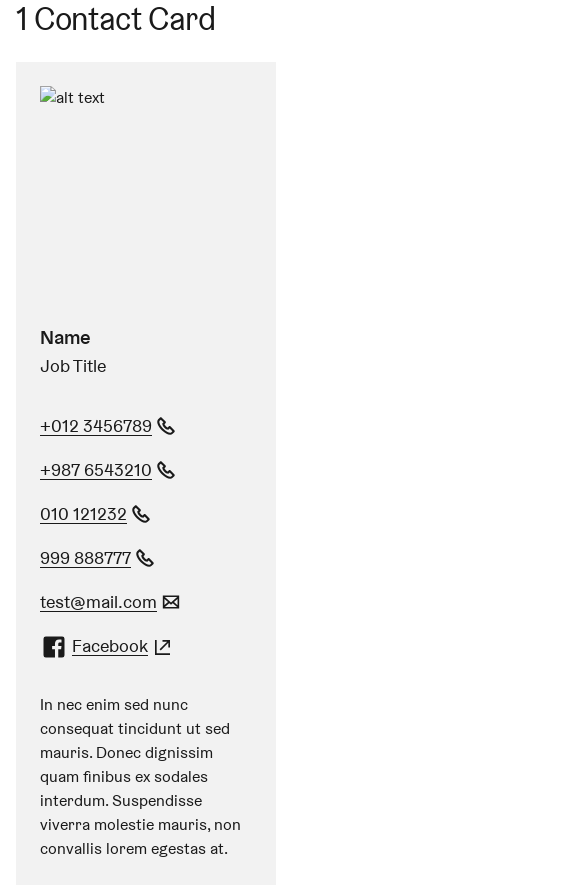 1 Contact Card
alt text
Name
Job Title
+012 3456789
+987 6543210
010 121232
999 888777
test@mail.com
Facebook
In nec enim sed nunc
consequat tincidunt ut sed
mauris. Donec dignissim
quam finibus ex sodales
interdum. Suspendisse
viverra molestie mauris, non
convallis lorem egestas at.